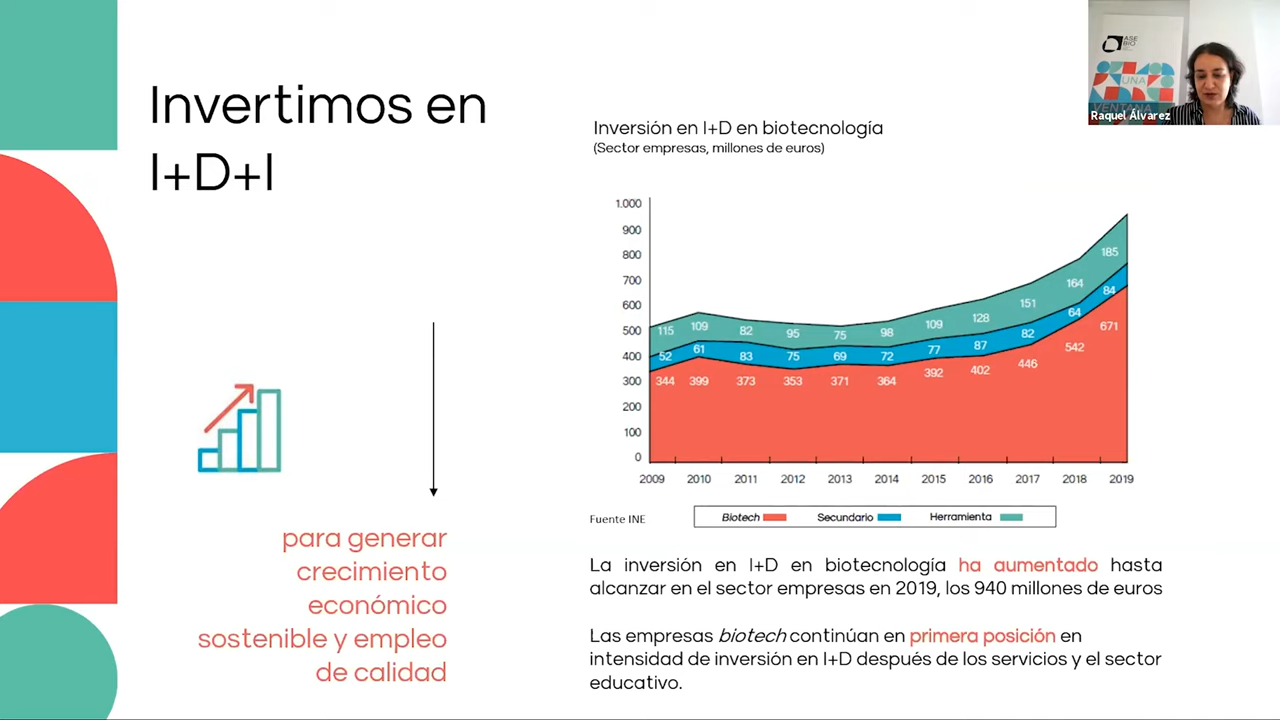 Invertimos en
I+D+I
para generar
crecimiento
económico
sostenible y empleo
de calidad
ASE
BIO
UNA
VENTANA
Raquel Álvarez
Inversión en I+D en biotecnología
(Sector empresas, millones de euros)
1.000
900
800
700
600
500
400
300
200
100
0
115 109 82 95 75 98 109 128 151 164 185
52 61 83 75 69 72 77 87 82 64 84
344 399 373 353 371 364 392 402 446 542 671
2009 2010 2011 2012 2013 2014 2015 2016 2017 2018 2019
Fuente INE
Biotech Secundario Herramienta
La inversión en I+D en biotecnología ha aumentado hasta
alcanzar en el sector empresas en 2019, los 940 millones de euros
Las empresas biotech continúan en primera posición en
intensidad de inversión en I+D después de los servicios y el sector
educativo.